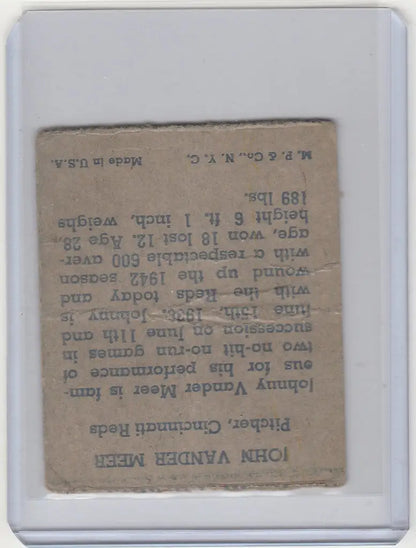 JOHN VANDER MEER
Pitcher, Cincinnati Reds
Johnny Vander Meer is fam-
eus for his performance of
two no-hit no-run games in
succession on June 11th and
June 15th, 1938. Johnny is
with the Reds today and
wound up the 1942 season
with a respectable 600 aver-
age, won 18 lost 12. Age 28,
height 6 ft. 1 inch, weighs
189 lbs.
M. P. & Co., N. Y. C. Made in U.S.A.